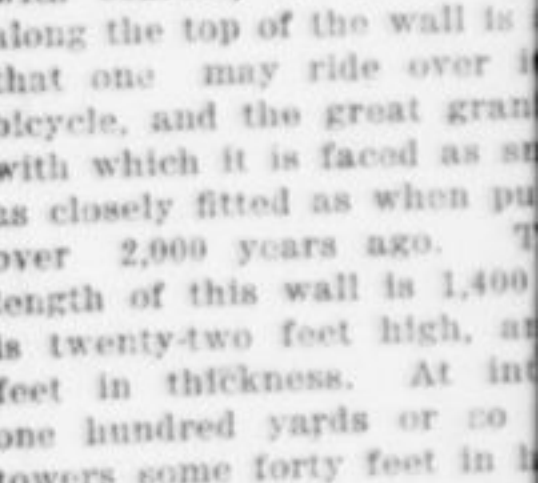 along the top of the wall is
that one may ride over
bicycle, and the great
with which it is faced as
as closely fitted as when
over 2,000 years ago.
length of this wall is 1,400
is twenty-two feet high,
feet in thickness. At
one hundred yards or so
towers some forty feet in